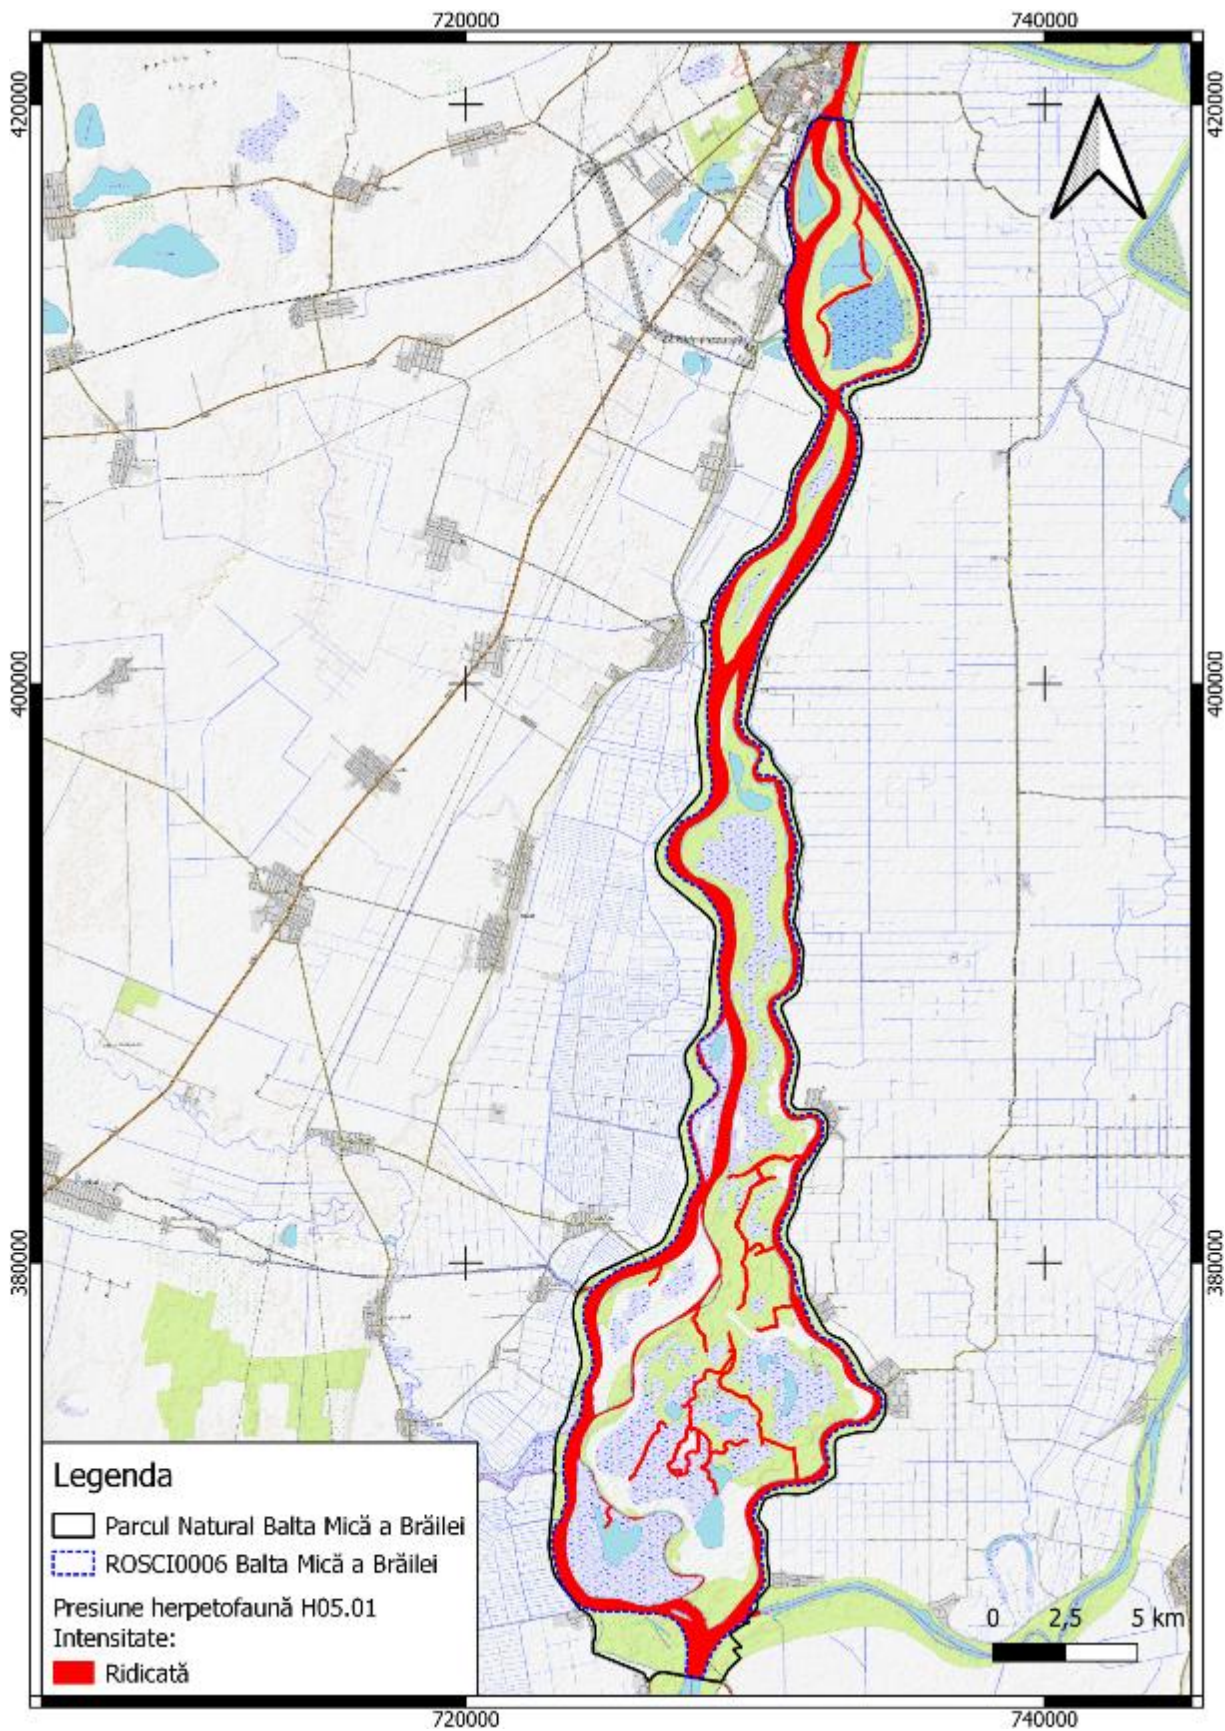 720000
740000
420000
420000
400000
400000
380000
380000
Legenda
Parcul Natural Balta Mică a Brăilei
ROSCI0006 Balta Mică a Brăilei
Presiune herpetofaună H05.01
Intensitate:
Ridicată
0 2,5 5 km
720000
740000